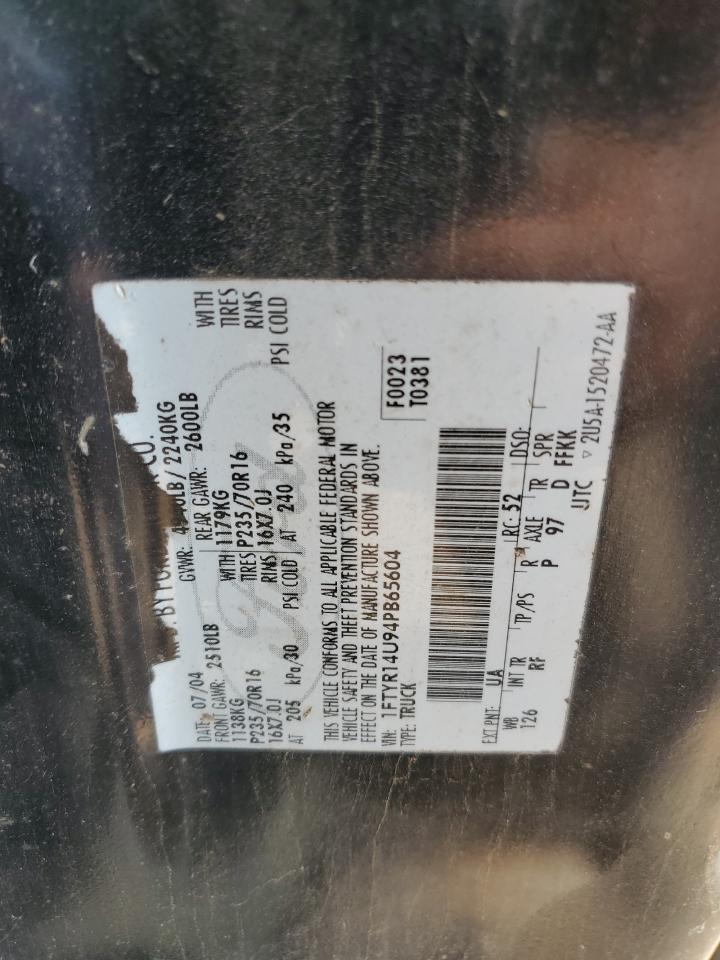 CO.
DATE: 07/04 GVWR: / 2240KG
FRONT GAWR: 2510LB REAR GAWR: 2600LB
1138KG WITH 1179KG WITH
P235/70R16 TIRES P235/70R16 TIRES
16X7.0J RIMS 16X7.0J RIMS
AT 205 kPa/30 PSI COLD AT 240 kPa/35 PSI COLD
Ford
THIS VEHICLE CONFORMS TO ALL APPLICABLE FEDERAL MOTOR
VEHICLE SAFETY AND THEFT PREVENTION STANDARDS IN
EFFECT ON THE DATE OF MANUFACTURE SHOWN ABOVE.
VIN: 1FTYR14U94PB65604
TYPE: TRUCK
F0023
T0381
EXT PNT: UA RC: 52 DSO:
WB INT TR TP/PS R AXLE TR SPR
126 RF P 97 D FFKK
UTC ▽ 2U5A-1520472-AA